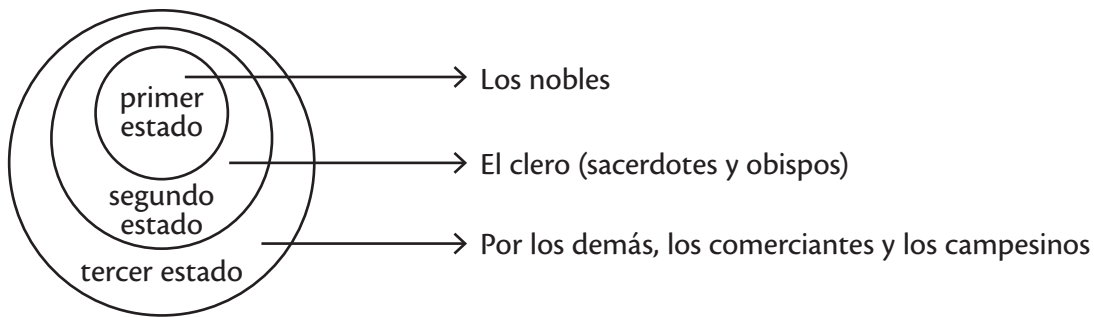 primer
estado
Los nobles
segundo
estado
El clero (sacerdotes y obispos)
tercer estado
Por los demás, los comerciantes y los campesinos